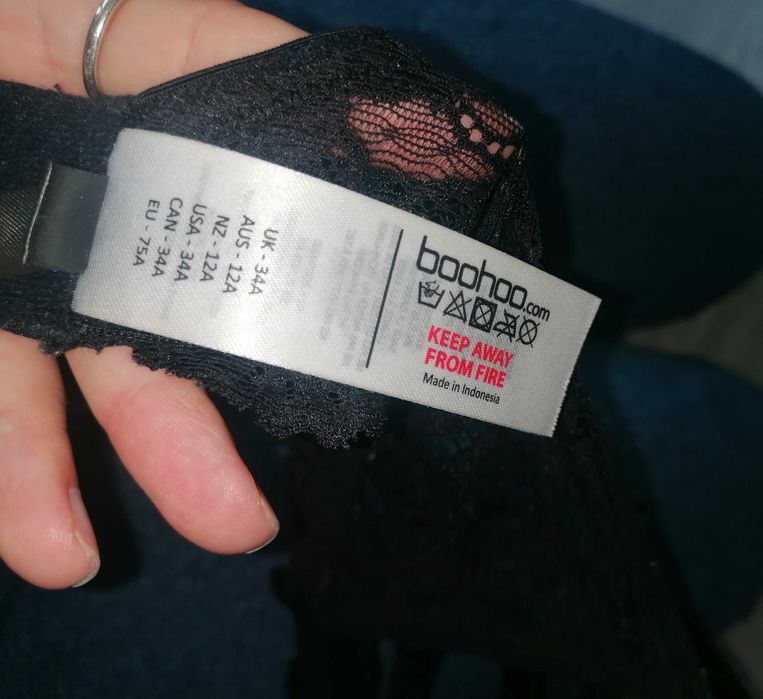 boohoo.com
KEEP AWAY
FROM FIRE
Made in Indonesia
UK - 34A
AUS - 12A
NZ - 12A
USA - 34A
CAN - 34A
EU - 75A